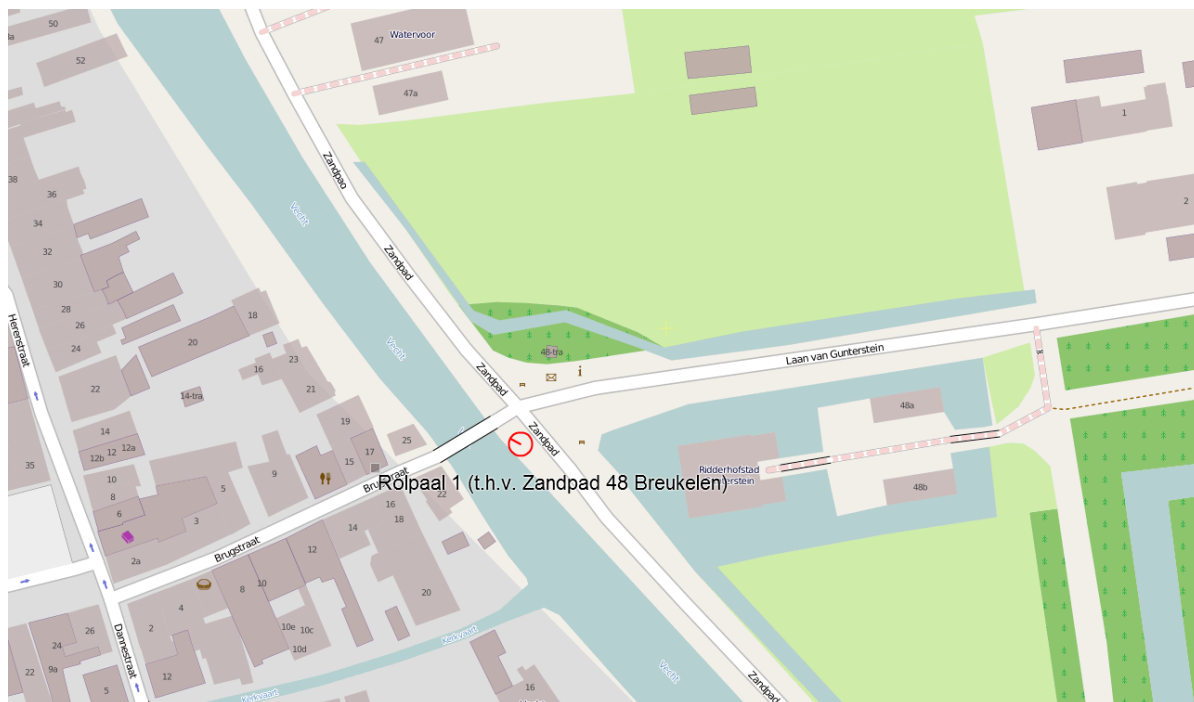 50
52
47
Watervoor
47a
1
2
38
36
34
32
30
28
26
24
22
18
20
16
23
21
14-tra
19
17
15
25
Zandpad
Zandpad
Zandpad
Zandpad
Zandpad
Vecht
Vecht
Vecht
Herenstraat
48-tra
i
Laan van Gunterstein
48a
48b
Ridderhofstad
Rolpaal 1 (t.h.v. Zandpad 48 Breukelen)
14
12b
12
12a
10
8
6
5
3
9
2a
35
Brugstraat
22
16
18
14
12
10
8
20
4
2
10e
10c
10d
12
26
24
22
9a
5
Dannestraat
Kerkvaart
Kerkvaart
16